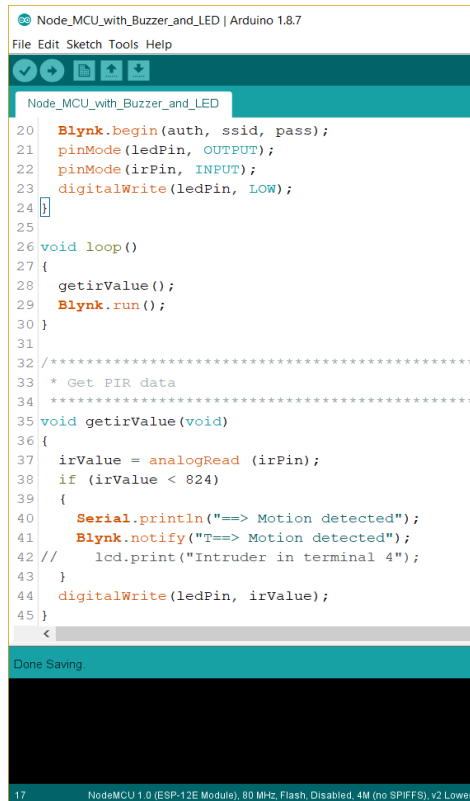 Node_MCU_with_Buzzer_and_LED | Arduino 1.8.7
File Edit Sketch Tools Help
Node_MCU_with_Buzzer_and_LED
20 Blynk.begin(auth, ssid, pass);
21 pinMode(ledPin, OUTPUT);
22 pinMode(irPin, INPUT);
23 digitalWrite(ledPin, LOW);
24 }
25
26 void loop()
27 {
28 getirValue();
29 Blynk.run();
30 }
31
32 /***********************************************
33 * Get PIR data
34 ***********************************************
35 void getirValue(void)
36 {
37 irValue = analogRead (irPin);
38 if (irValue < 824)
39 {
40 Serial.println("==> Motion detected");
41 Blynk.notify("T==> Motion detected");
42 // lcd.print("Intruder in terminal 4");
43 }
44 digitalWrite(ledPin, irValue);
45 }
Done Saving.
17 NodeMCU 1.0 (ESP-12E Module), 80 MHz, Flash, Disabled, 4M (no SPIFFS), v2 Lowe